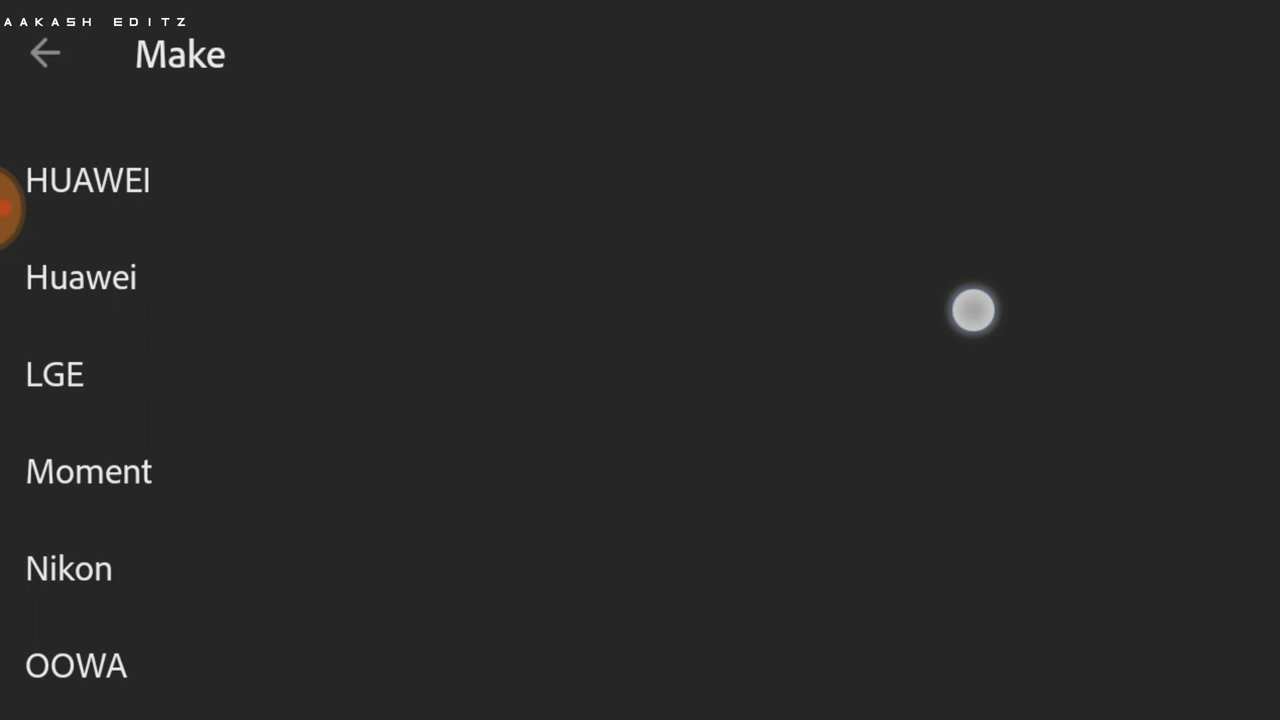 AAKASH EDITZ
Make
HUAWEI
Huawei
LGE
Moment
Nikon
OOWA